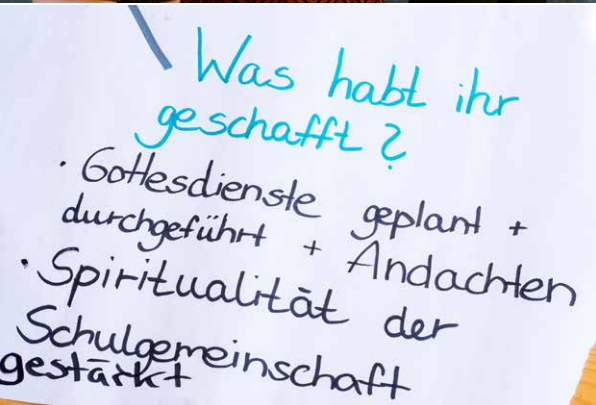 Was habt ihr
geschafft?
· Gottesdienste geplant +
durchgeführt + Andachten
· Spiritualität der
Schulgemeinschaft
gestärkt